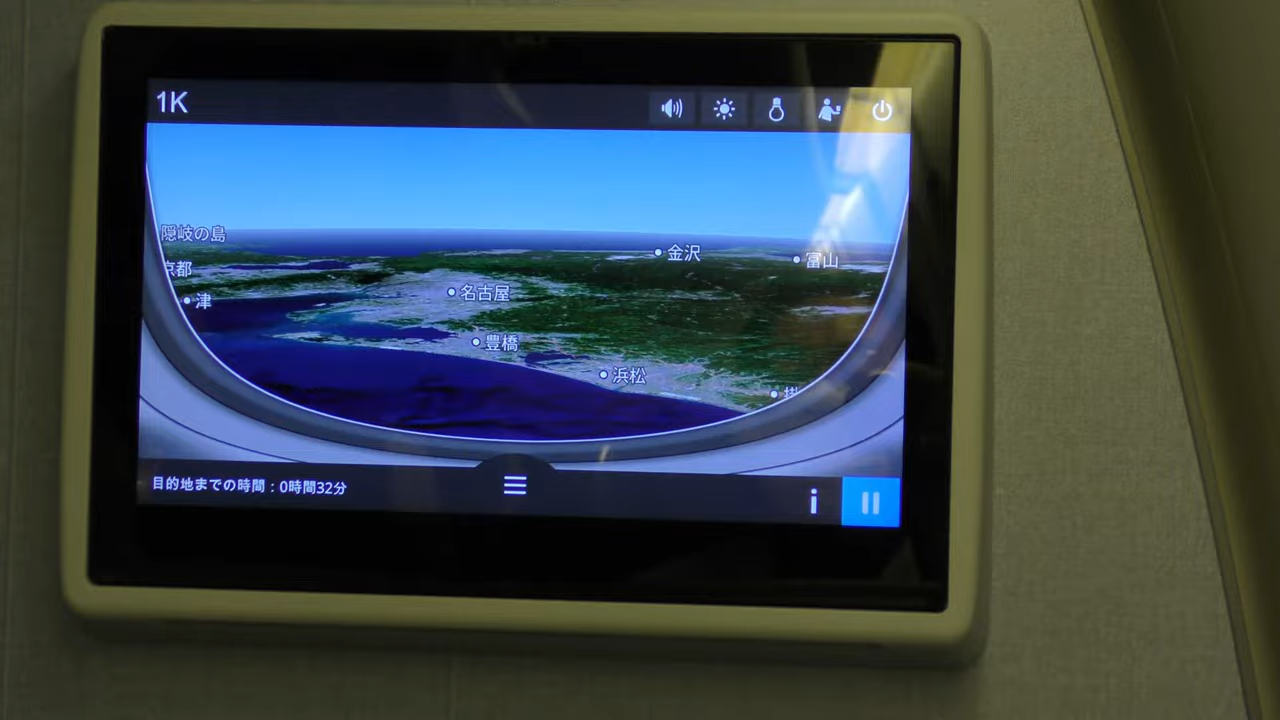 1K
隠岐の島
金沢
富山
京都
津
名古屋
豊橋
浜松
目的地までの時間：0時間32分
i